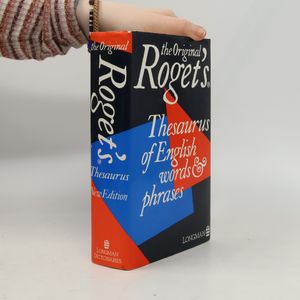 the Original
Roget's
Thesaurus
New Edition
LONGMAN
DICTIONARIES
the Original
Roget's
Thesaurus
of English
words &
phrases
LONGMAN